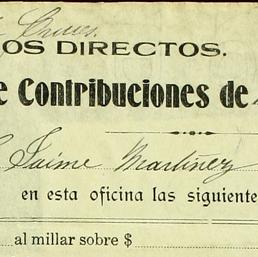 Cruces.
OS DIRECTOS.
e Contribuciones de
Jaime Martinez
en esta oficina las siguiente
al millar sobre $